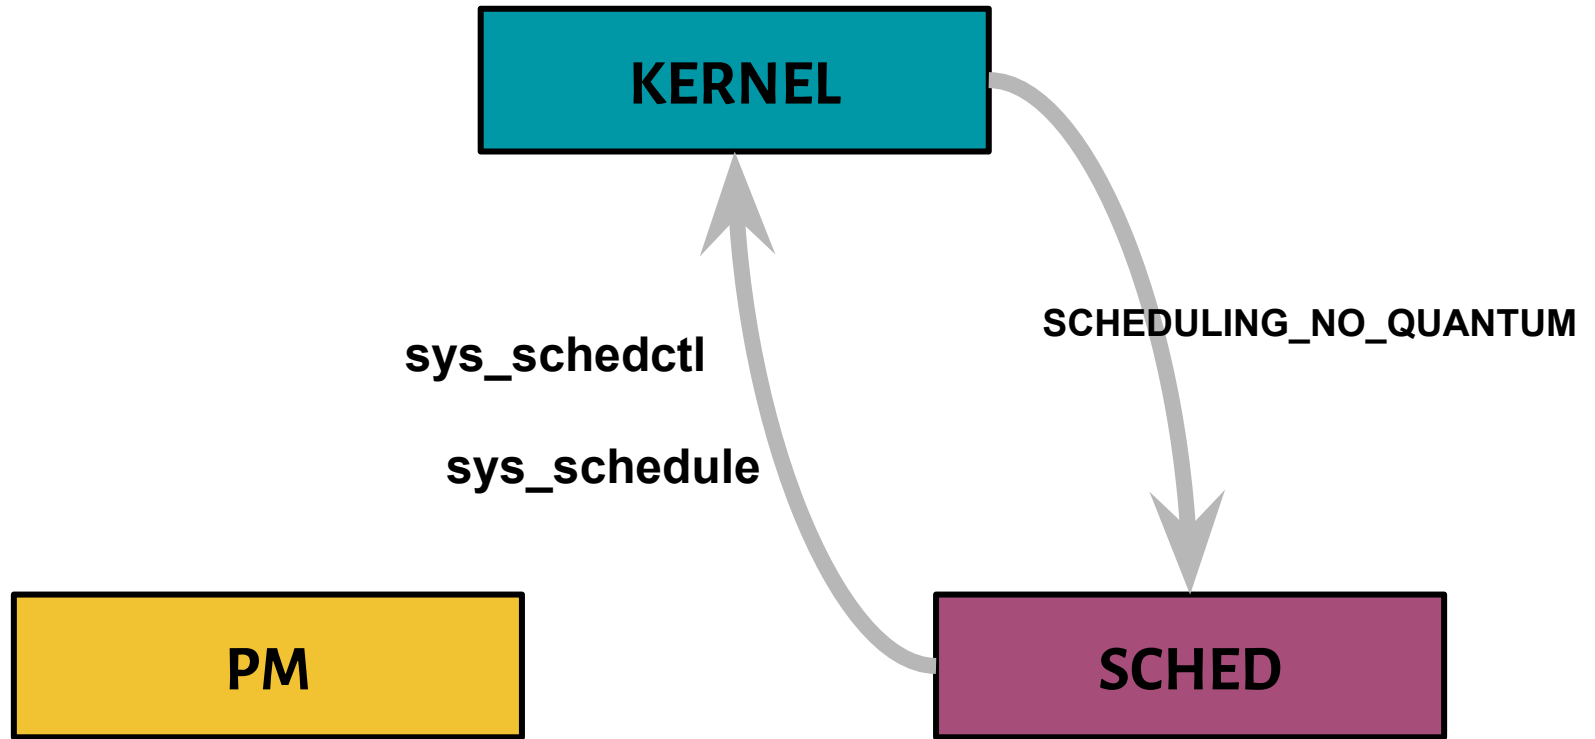 KERNEL
SCHEDULING_NO_QUANTUM
sys_schedctl
sys_schedule
PM
SCHED